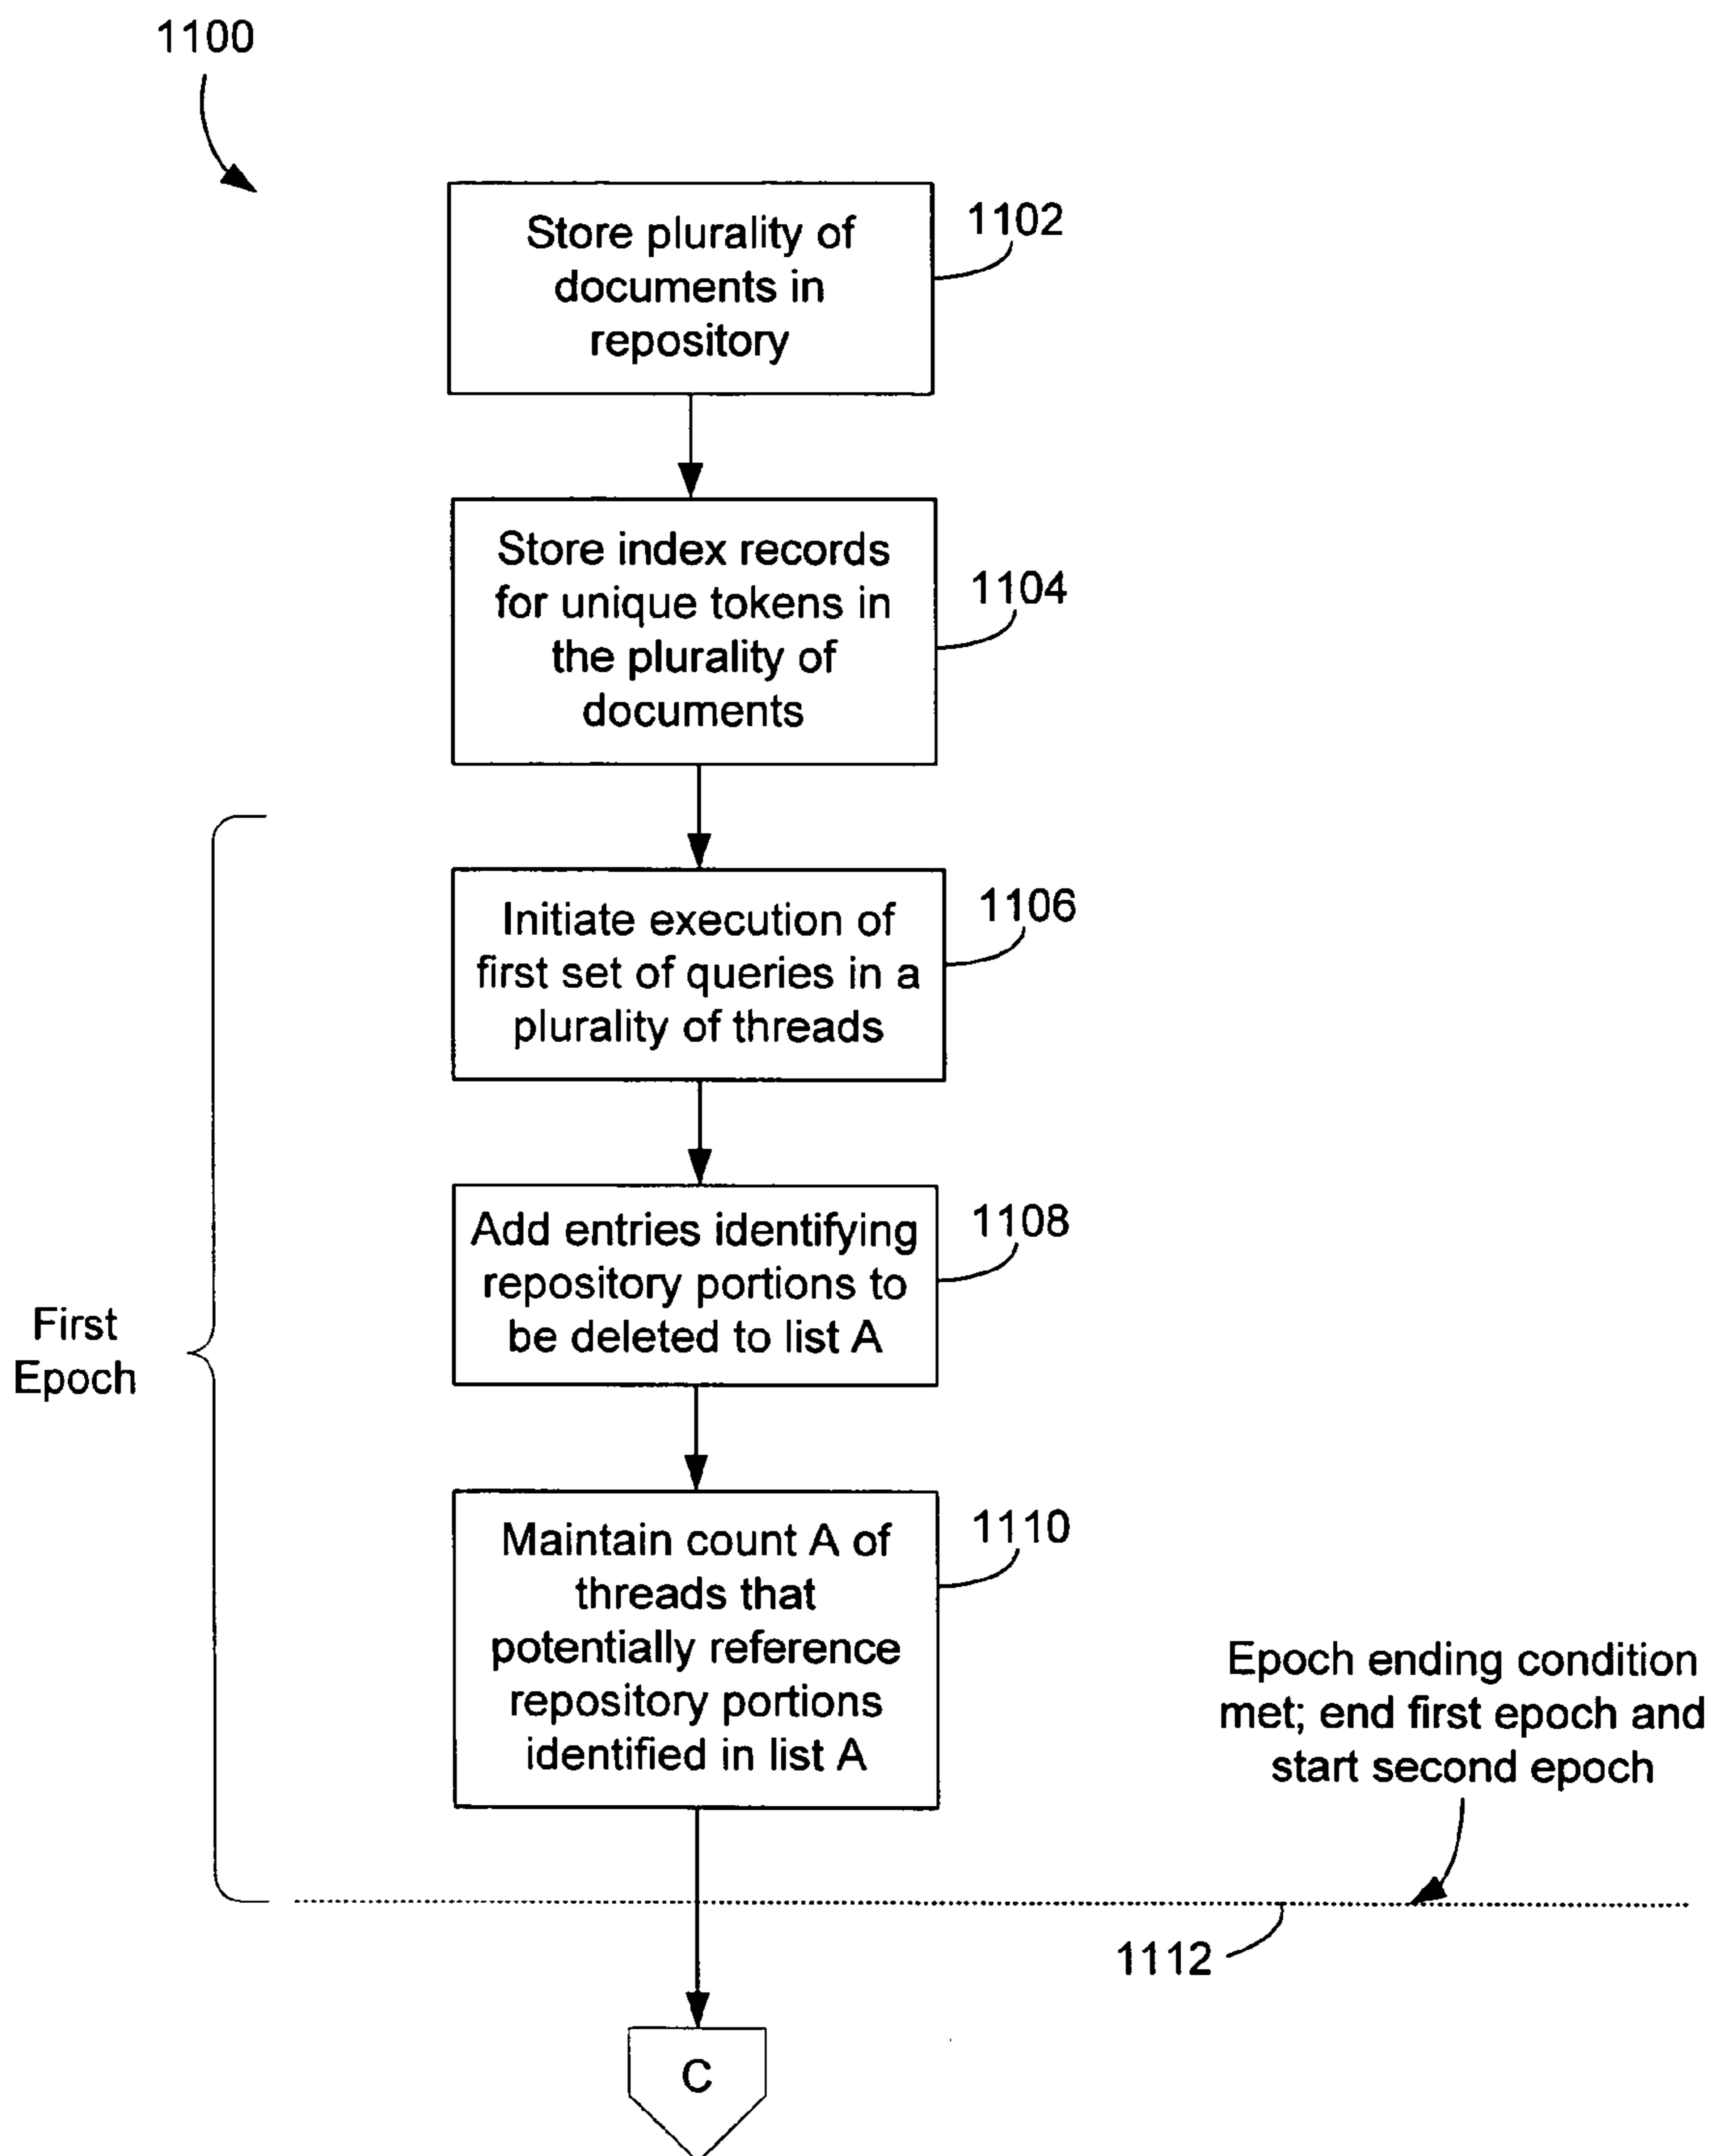 1100
Store plurality of
documents in
repository
1102
Store index records
for unique tokens in
the plurality of
documents
1104
Initiate execution of
first set of queries in a
plurality of threads
1106
Add entries identifying
repository portions to
be deleted to list A
1108
First
Epoch
Maintain count A of
threads that
potentially reference
repository portions
identified in list A
1110
Epoch ending condition
met; end first epoch and
start second epoch
1112
C